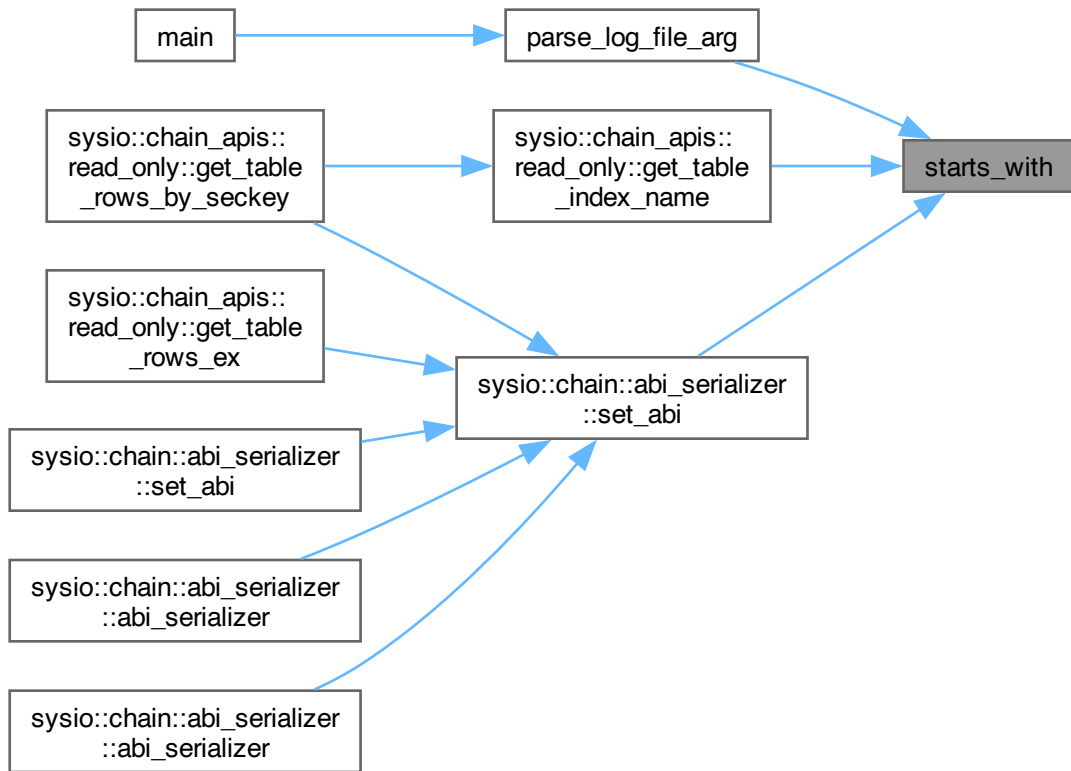 main
parse_log_file_arg
sysio::chain_apis::
read_only::get_table
_rows_by_seckey
sysio::chain_apis::
read_only::get_table
_index_name
starts_with
sysio::chain_apis::
read_only::get_table
_rows_ex
sysio::chain::abi_serializer
::set_abi
sysio::chain::abi_serializer
::set_abi
sysio::chain::abi_serializer
::abi_serializer
sysio::chain::abi_serializer
::abi_serializer